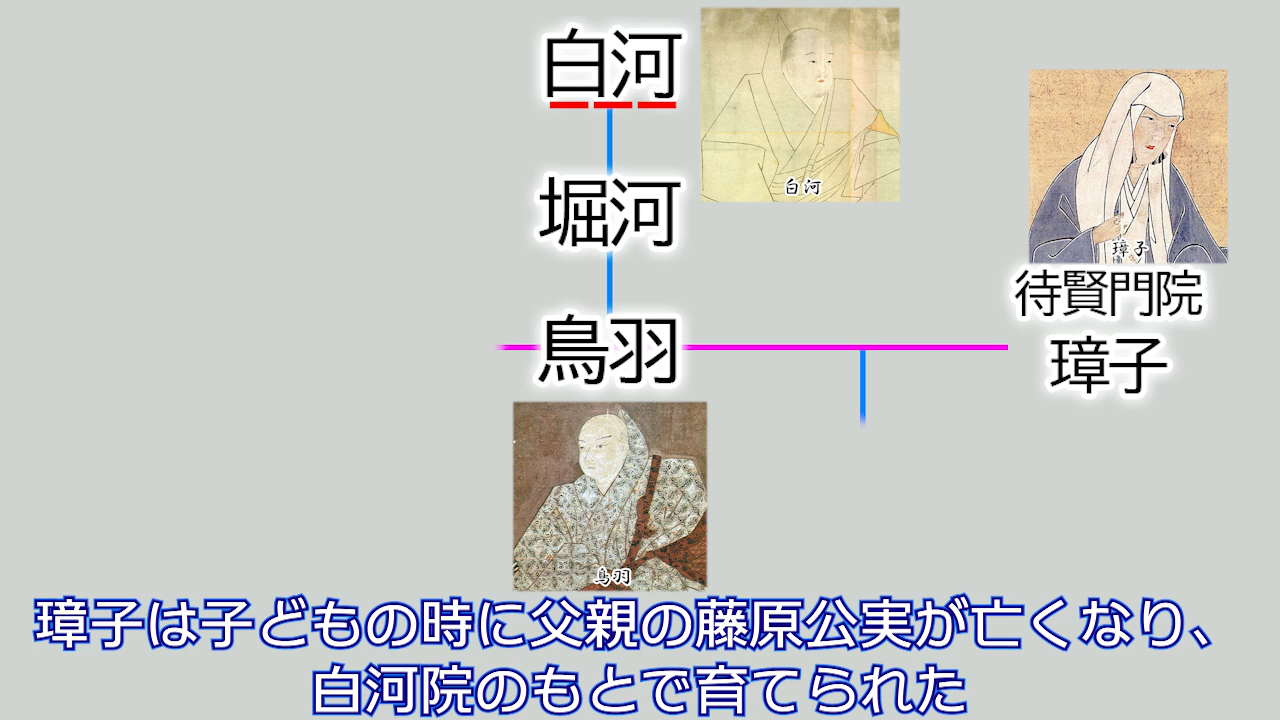 白河
白河
堀河
璋子
待賢門院
鳥羽
璋子
鳥羽
璋子は子どもの時に父親の藤原公実が亡くなり、
白河院のもとで育てられた